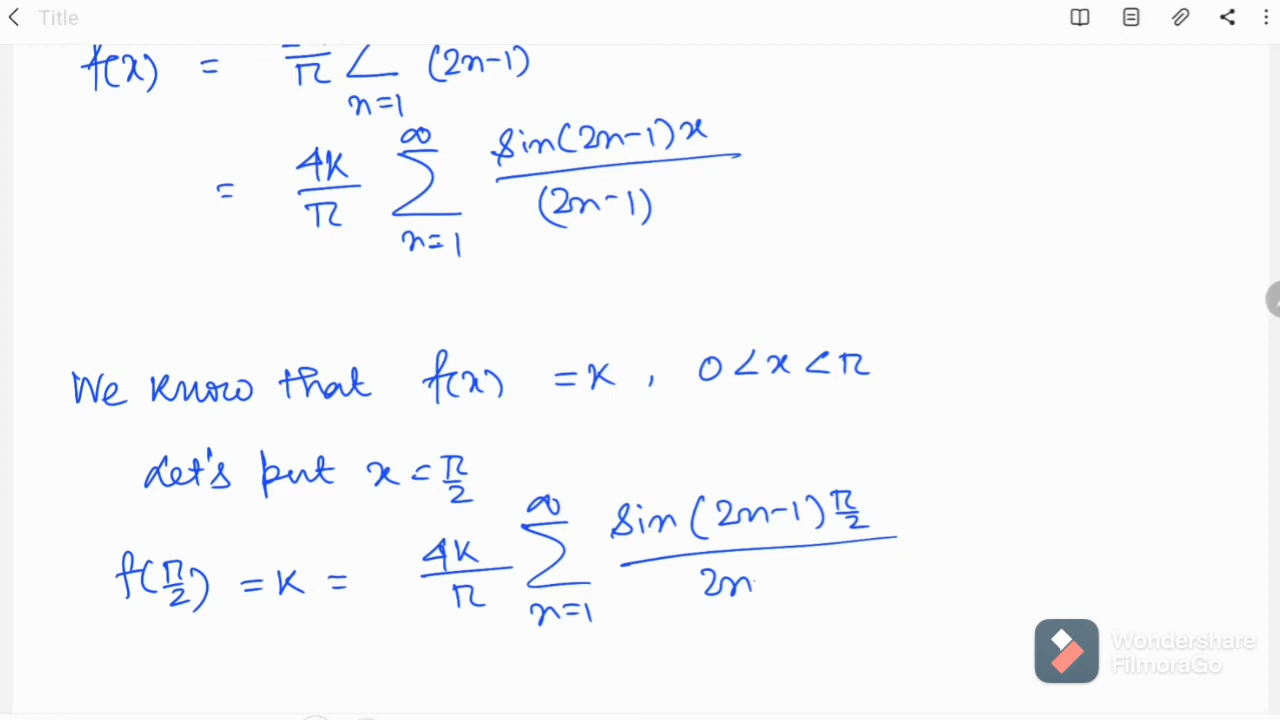 Title
f(x) = π Σ n=1 (2n-1)
= 4K/π Σ n=1 ∞ sin(2n-1)x / (2n-1)
We know that f(x) = K , 0 < x < π
Let's put x = π/2
f(π/2) = K = 4K/π Σ n=1 ∞ sin(2n-1)π/2 / 2n
Wondershare
FilmoraGo